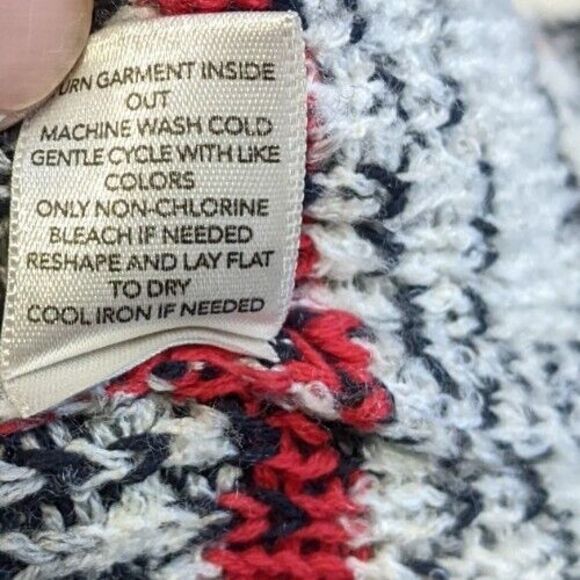 URN GARMENT INSIDE
OUT
MACHINE WASH COLD
GENTLE CYCLE WITH LIKE
COLORS
ONLY NON-CHLORINE
BLEACH IF NEEDED
RESHAPE AND LAY FLAT
TO DRY
COOL IRON IF NEEDED